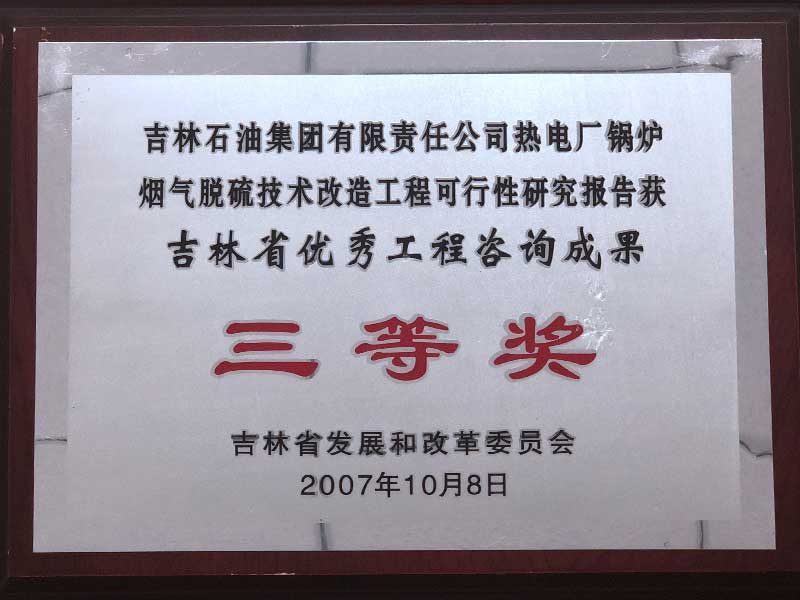 吉林石油集团有限责任公司热电厂锅炉
烟气脱硫技术改造工程可行性研究报告获
吉林省优秀工程咨询成果
三等奖
吉林省发展和改革委员会
2007年10月8日